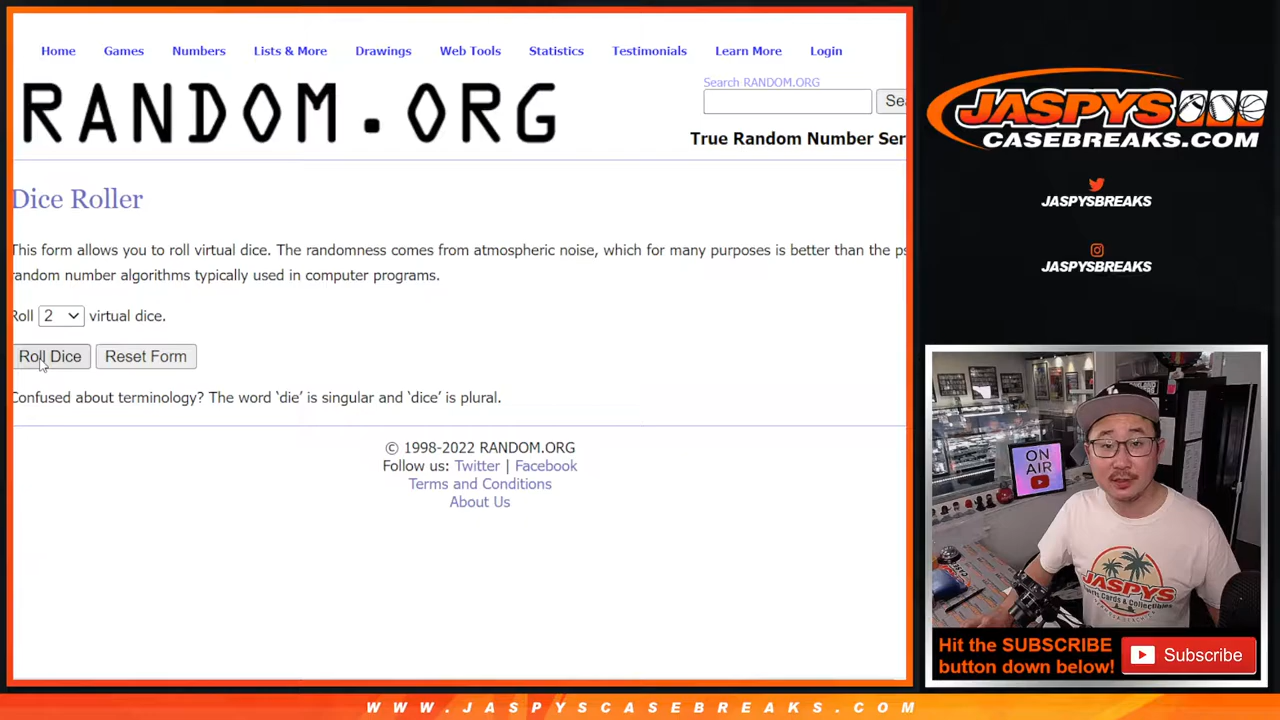 Home Games Numbers Lists & More Drawings Web Tools Statistics Testimonials Learn More Login
Search RANDOM.ORG
RANDOM.ORG
Sea
True Random Number Ser
Dice Roller
This form allows you to roll virtual dice. The randomness comes from atmospheric noise, which for many purposes is better than the ps
random number algorithms typically used in computer programs.
Roll 2 virtual dice.
Roll Dice Reset Form
Confused about terminology? The word ‘die’ is singular and ‘dice’ is plural.
© 1998-2022 RANDOM.ORG
Follow us: Twitter | Facebook
Terms and Conditions
About Us
JASPYS
CASEBREAKS.COM
JASPYSBREAKS
JASPYSBREAKS
ON
AIR
JASPYS
Sports Cards & Collectibles
Hit the SUBSCRIBE
button down below!
Subscribe
WWW.JASPYSCASEBREAKS.COM